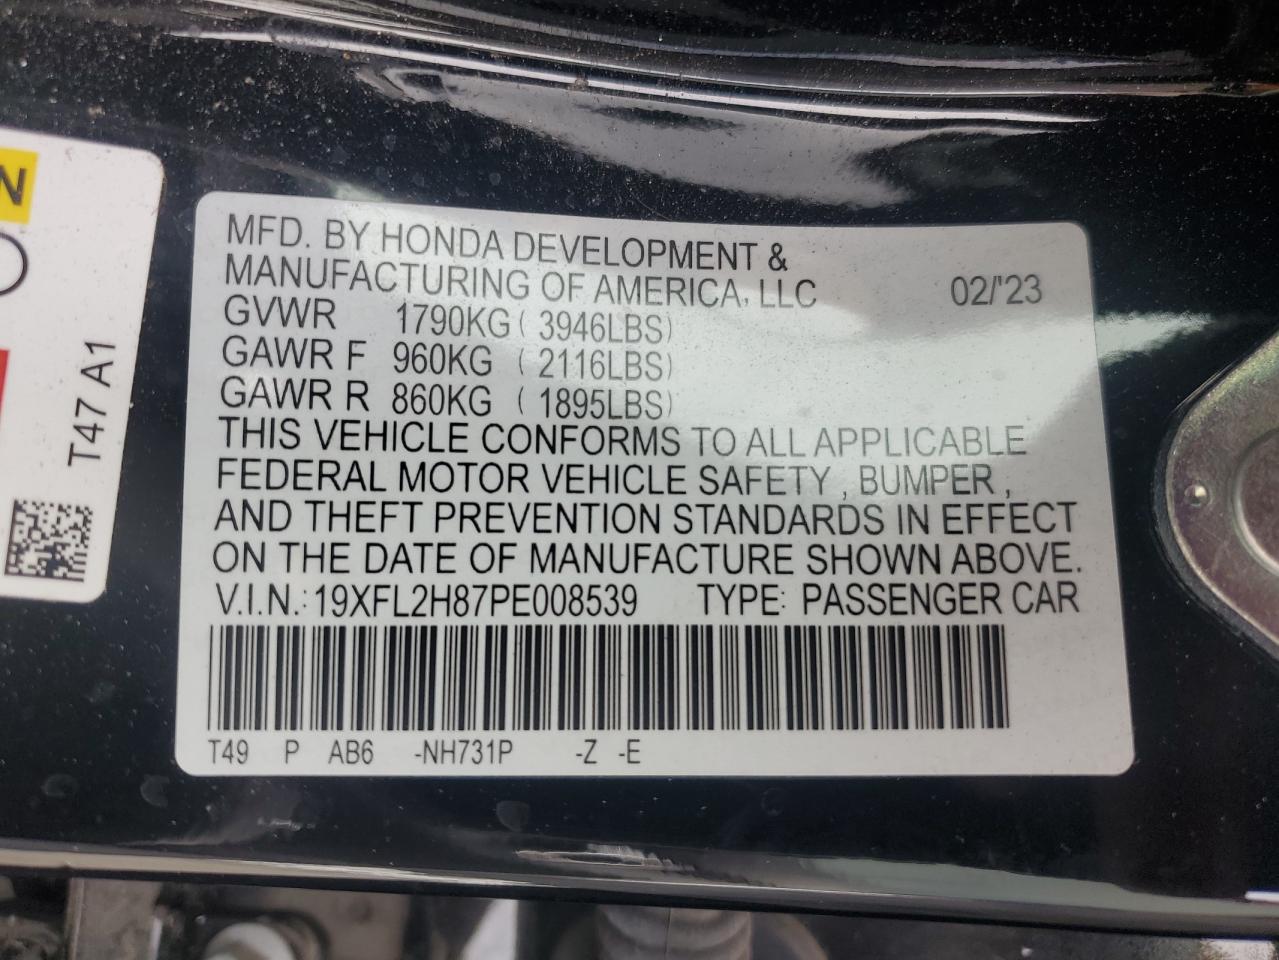 MFD. BY HONDA DEVELOPMENT &
MANUFACTURING OF AMERICA, LLC 02/'23
GVWR 1790KG ( 3946LBS)
GAWR F 960KG ( 2116LBS)
GAWR R 860KG ( 1895LBS)
THIS VEHICLE CONFORMS TO ALL APPLICABLE
FEDERAL MOTOR VEHICLE SAFETY , BUMPER ,
AND THEFT PREVENTION STANDARDS IN EFFECT
ON THE DATE OF MANUFACTURE SHOWN ABOVE.
V.I.N.: 19XFL2H87PE008539 TYPE: PASSENGER CAR
T49 P AB6 -NH731P -Z -E
T47 A1